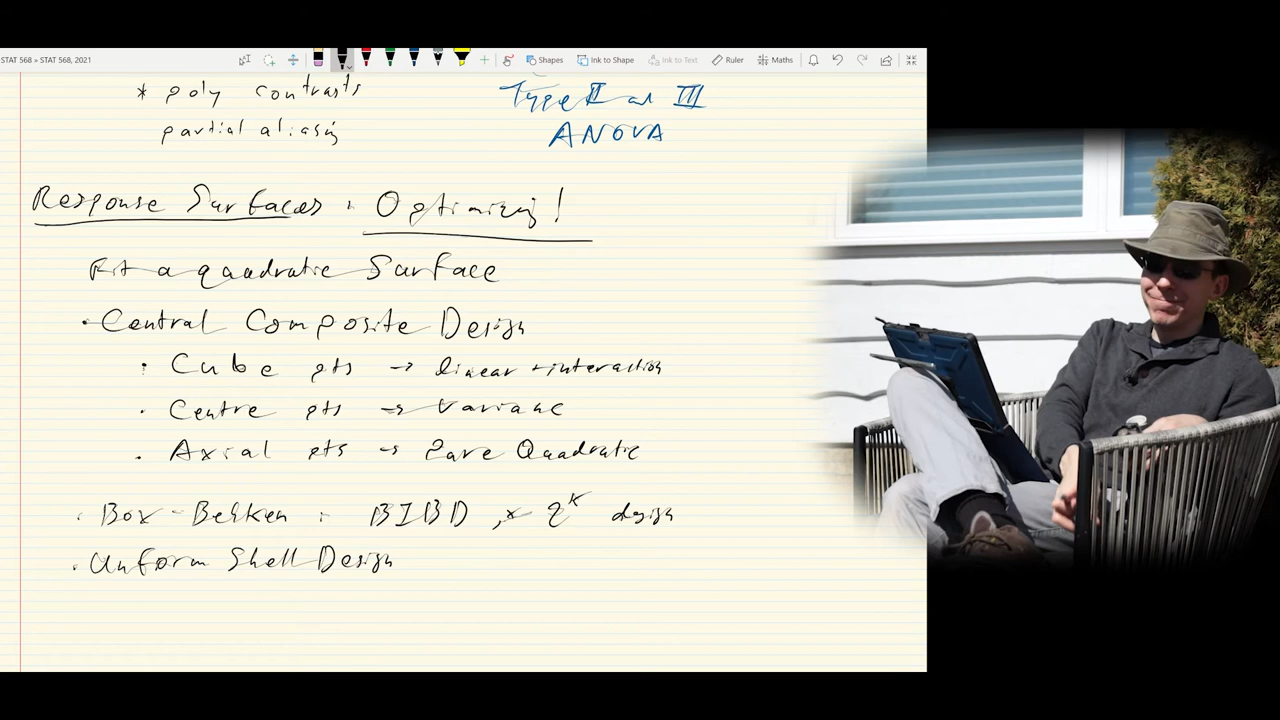 STAT 568 » STAT 568, 2021
Shapes Ink to Shape Ink to Text Ruler Maths
* poly contrasts
partial aliasing
Type II or III
ANOVA
Response Surfaces : Optimizing!
Fit a quadratic Surface
· Central Composite Design
· Cube pts → linear + interaction
· Centre pts → Variance
· Axial pts → Pure Quadratic
· Box-Behken : BIBD × 2^k design
· Uniform Shell Design